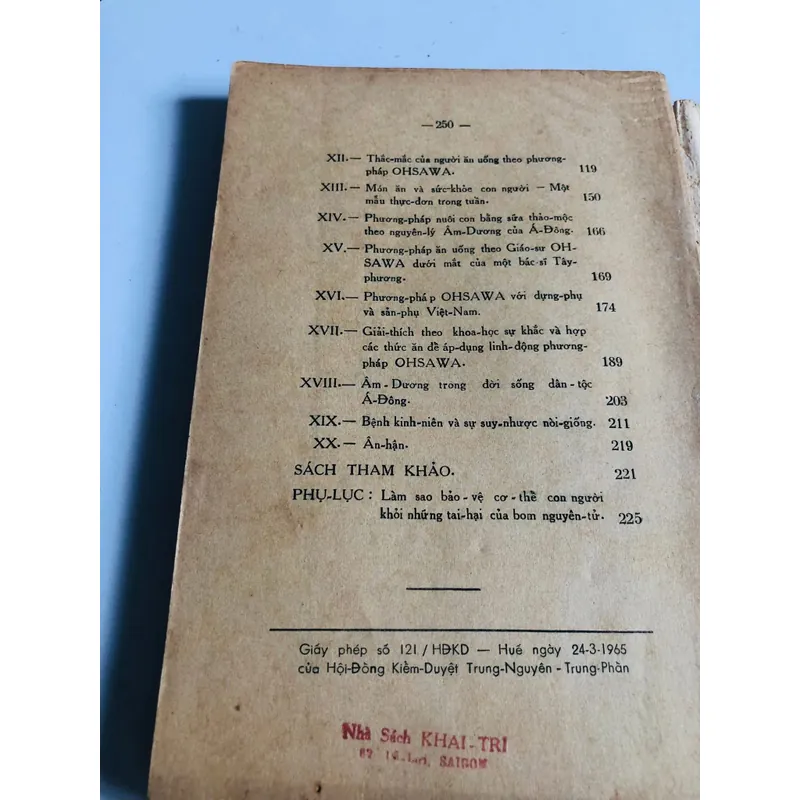 — 250 —
XII.— Thắc-mắc của người ăn uống theo phương-
pháp OHSAWA. 119
XIII.— Món ăn và sức-khỏe con người — Một
mẫu thực-đơn trong tuần. 150
XIV.— Phương-pháp nuôi con bằng sữa thảo-mộc
theo nguyên-lý Âm-Dương của Á-Đông. 166
XV.— Phương-pháp ăn uống theo Giáo-sư OH-
SAWA dưới mắt của một bác-sĩ Tây-
phương. 169
XVI.— Phương-pháp OHSAWA với dựng-phụ
và sản-phụ Việt-Nam. 174
XVII.— Giải-thích theo khoa-học sự khắc và hợp
các thức ăn để áp-dụng linh-động phương-
pháp OHSAWA. 189
XVIII.— Âm-Dương trong đời sống dân-tộc
Á-Đông. 203
XIX.— Bệnh kinh-niên và sự suy-nhược nòi-giống. 211
XX.— Ân-hận. 219
SÁCH THAM KHẢO. 221
PHỤ-LỤC : Làm sao bảo-vệ cơ-thể con người
khỏi những tai-hại của bom nguyên-tử. 225
Giấy phép số 121/HĐKD — Huế ngày 24-3-1965
của Hội-Đồng Kiểm-Duyệt Trung-Nguyên - Trung-Phần
Nhà Sách KHAI-TRÍ
62 Lê-Lợi, SAIGON